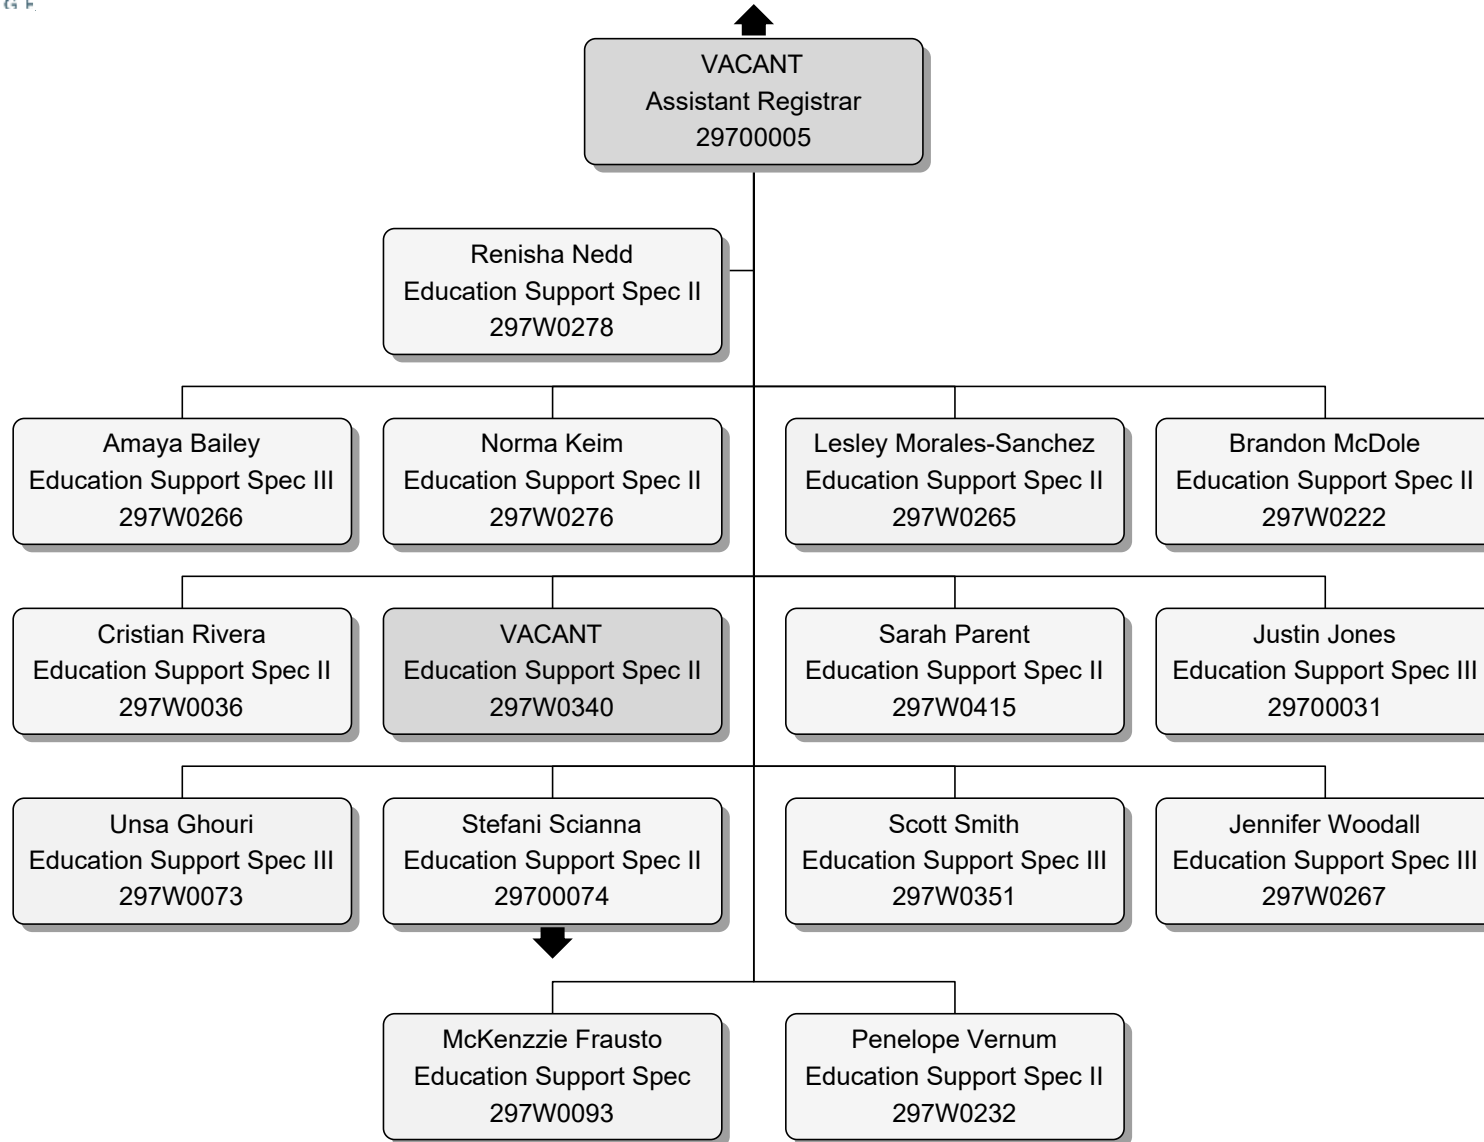 VACANT
Assistant Registrar
29700005
Renisha Nedd
Education Support Spec II
297W0278
Amaya Bailey
Education Support Spec III
297W0266
Norma Keim
Education Support Spec II
297W0276
Lesley Morales-Sanchez
Education Support Spec II
297W0265
Brandon McDole
Education Support Spec II
297W0222
Cristian Rivera
Education Support Spec II
297W0036
VACANT
Education Support Spec II
297W0340
Sarah Parent
Education Support Spec II
297W0415
Justin Jones
Education Support Spec III
29700031
Unsa Ghouri
Education Support Spec III
297W0073
Stefani Scianna
Education Support Spec II
29700074
Scott Smith
Education Support Spec III
297W0351
Jennifer Woodall
Education Support Spec III
297W0267
McKenzzie Frausto
Education Support Spec
297W0093
Penelope Vernum
Education Support Spec II
297W0232